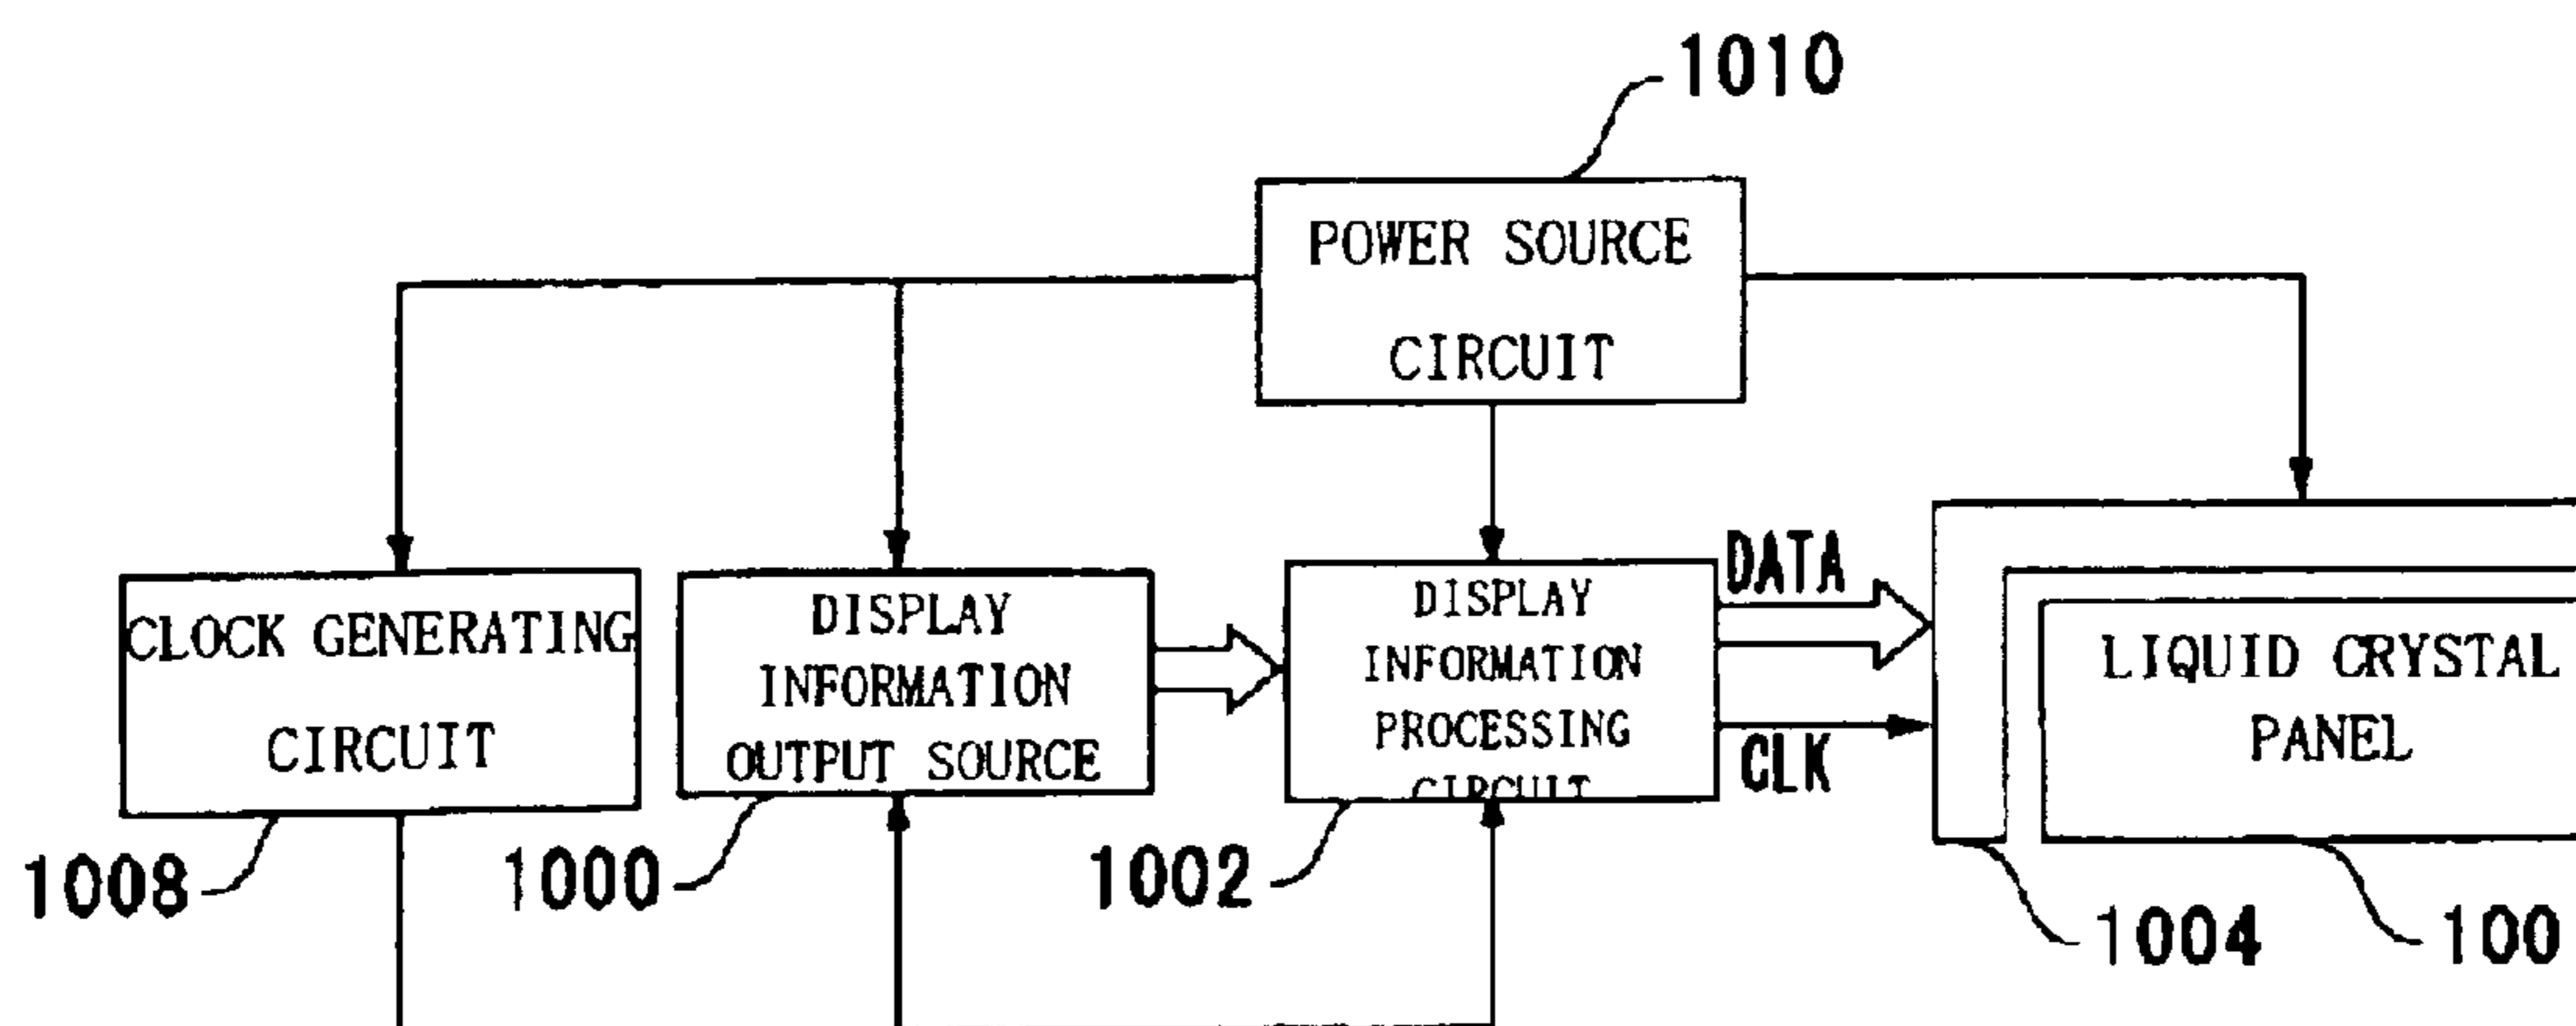 1010
POWER SOURCE
CIRCUIT
CLOCK GENERATING
CIRCUIT
DISPLAY
INFORMATION
OUTPUT SOURCE
DISPLAY
INFORMATION
PROCESSING
CIRCUIT
DATA
CLK
LIQUID CRYSTAL
PANEL
1008
1000
1002
1004
100